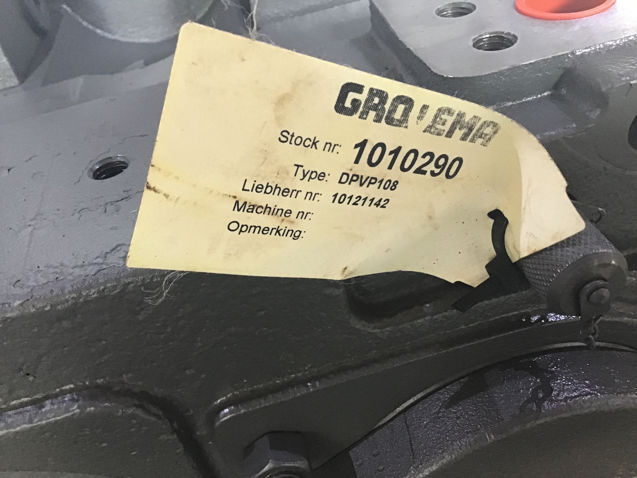 GROLEMA
Stock nr: 1010290
Type: DPVP108
Liebherr nr: 10121142
Machine nr:
Opmerking: